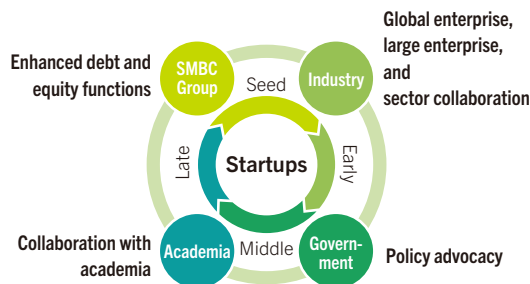 Enhanced debt and
equity functions
SMBC
Group
Seed
Industry
Global enterprise,
large enterprise,
and
sector collaboration
Late
Startups
Early
Collaboration with
academia
Academia
Middle
Govern-
ment
Policy advocacy